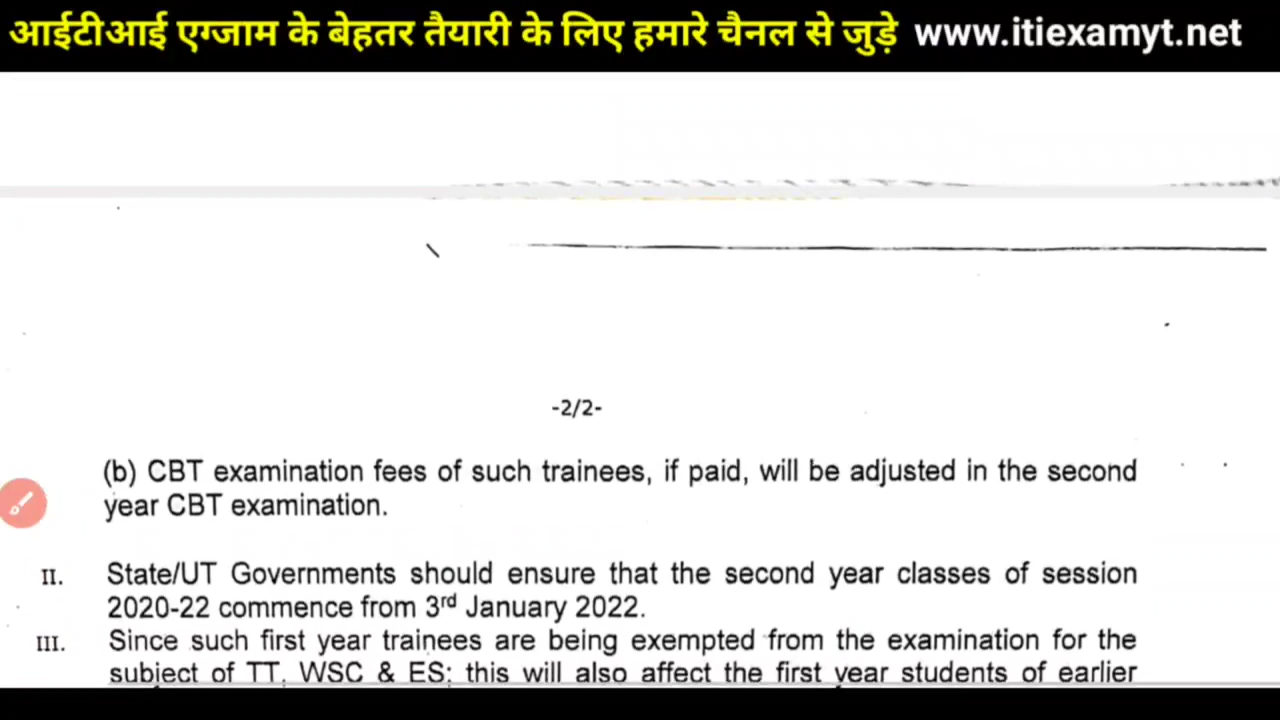 आईटीआई एग्जाम के बेहतर तैयारी के लिए हमारे चैनल से जुड़े www.itiexamyt.net
-2/2-
(b) CBT examination fees of such trainees, if paid, will be adjusted in the second
year CBT examination.
II. State/UT Governments should ensure that the second year classes of session
2020-22 commence from 3rd January 2022.
III. Since such first year trainees are being exempted from the examination for the
subject of TT, WSC & ES; this will also affect the first year students of earlier